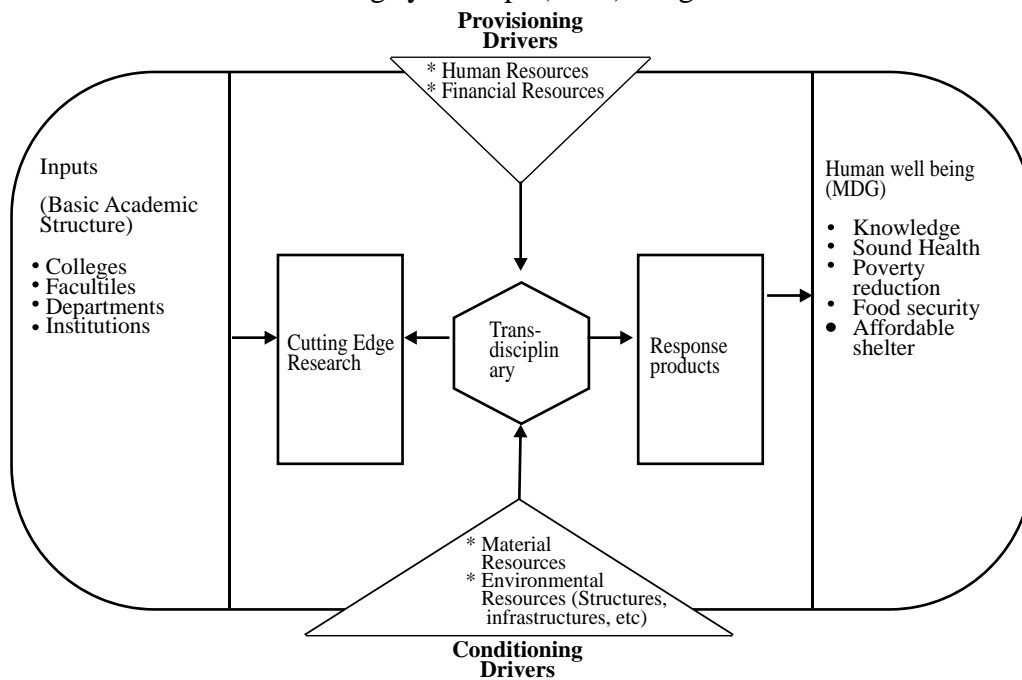 Provisioning
Drivers
* Human Resources
* Financial Resources
Inputs
(Basic Academic
Structure)
• Colleges
• Facultiles
• Departments
• Institutions
Cutting Edge
Research
Trans-
disciplin
ary
Response
products
Human well being
(MDG)
• Knowledge
• Sound Health
• Poverty
reduction
• Food security
• Affordable
shelter
* Material
Resources
* Environmental
Resources (Structures,
infrastructures, etc)
Conditioning
Drivers